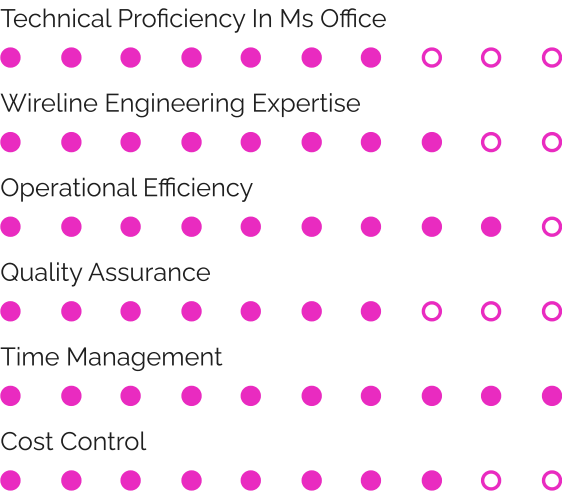 Technical Proficiency In Ms Office
Wireline Engineering Expertise
Operational Efficiency
Quality Assurance
Time Management
Cost Control